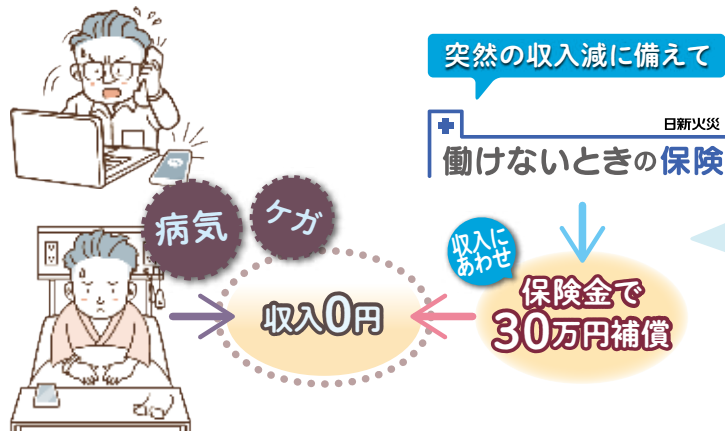 突然の収入減に備えて
日新火災
働けないときの保険
病気
ケガ
収入に
あわせ
収入0円
保険金で
30万円補償